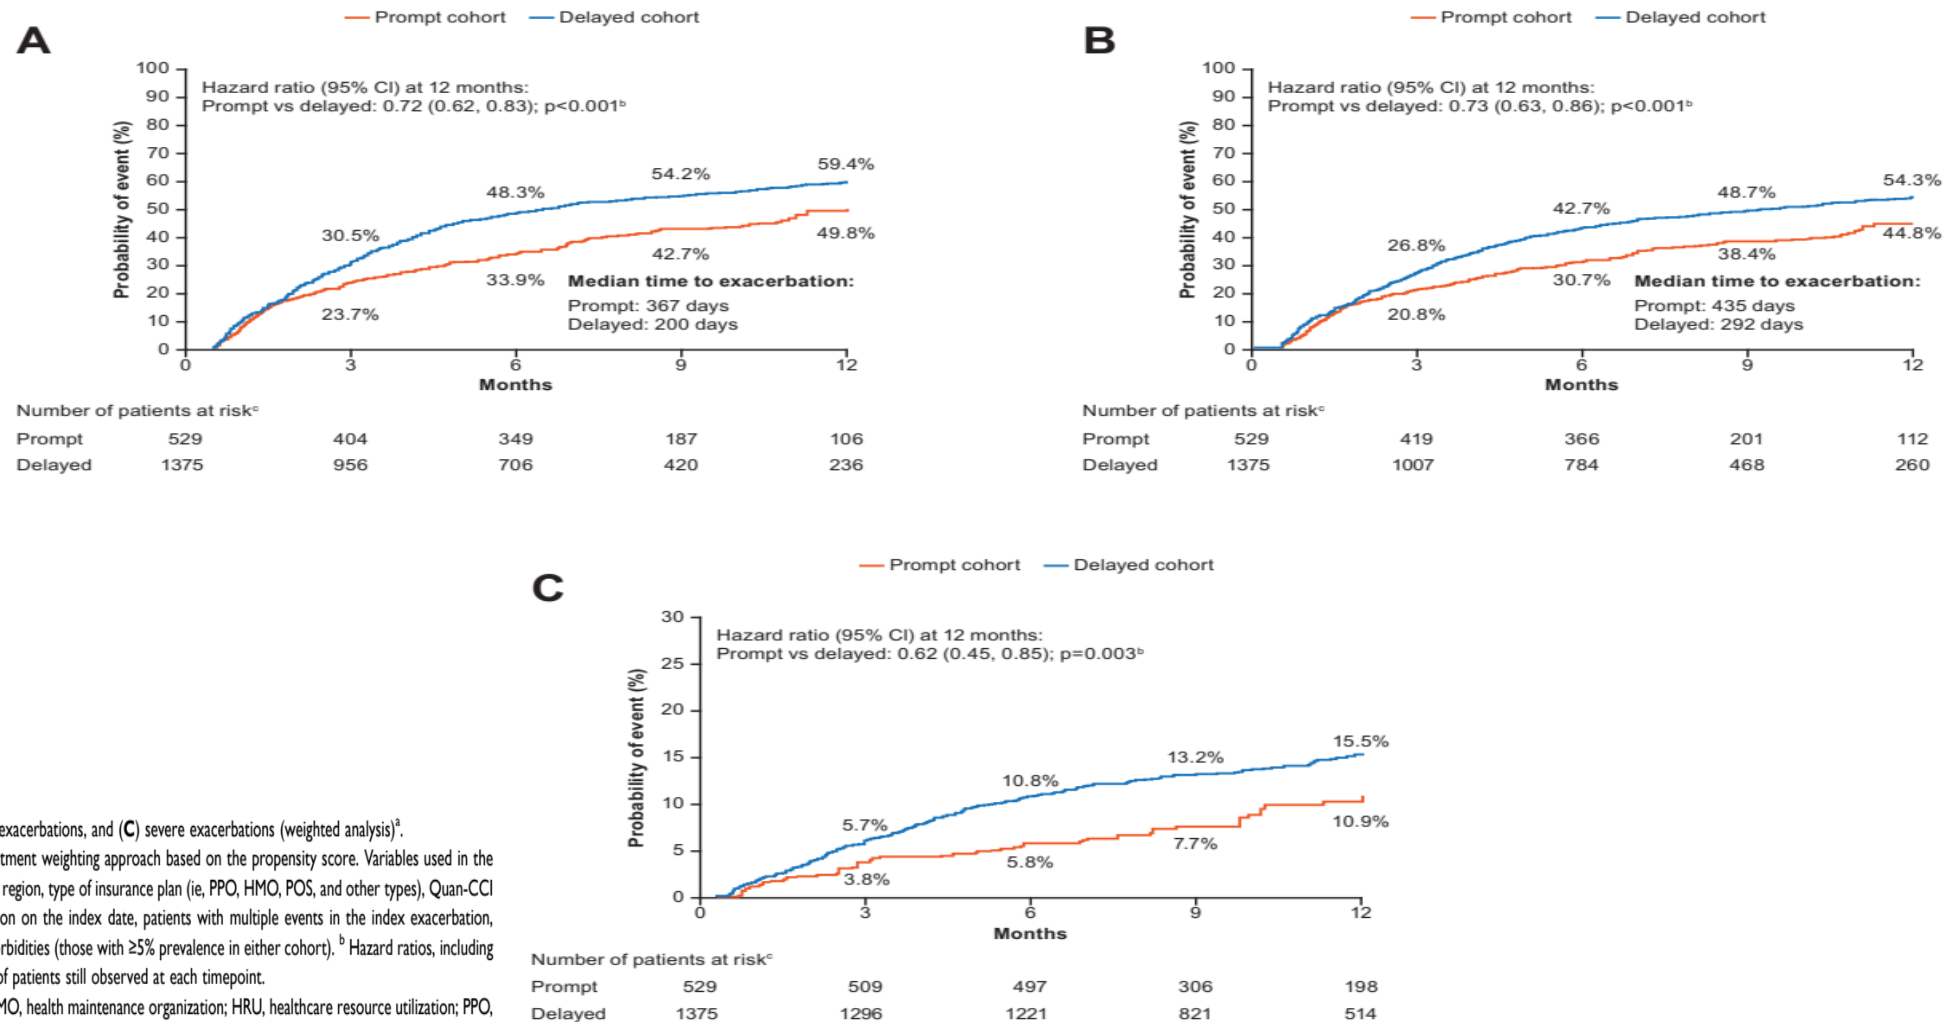 Prompt cohort Delayed cohort
A
Hazard ratio (95% CI) at 12 months:
Prompt vs delayed: 0.72 (0.62, 0.83); p<0.001ᵇ
Probability of event (%)
100
90
80
70
60
50
40
30
20
10
0
30.5%
48.3%
54.2%
59.4%
23.7%
33.9%
42.7%
49.8%
Median time to exacerbation:
Prompt: 367 days
Delayed: 200 days
0 3 6 9 12
Months
Number of patients at riskᶜ
Prompt 529 404 349 187 106
Delayed 1375 956 706 420 236
Prompt cohort Delayed cohort
B
Hazard ratio (95% CI) at 12 months:
Prompt vs delayed: 0.73 (0.63, 0.86); p<0.001ᵇ
Probability of event (%)
100
90
80
70
60
50
40
30
20
10
0
26.8%
42.7%
48.7%
54.3%
20.8%
30.7%
38.4%
44.8%
Median time to exacerbation:
Prompt: 435 days
Delayed: 292 days
0 3 6 9 12
Months
Number of patients at riskᶜ
Prompt 529 419 366 201 112
Delayed 1375 1007 784 468 260
Prompt cohort Delayed cohort
C
Hazard ratio (95% CI) at 12 months:
Prompt vs delayed: 0.62 (0.45, 0.85); p=0.003ᵇ
Probability of event (%)
30
25
20
15
10
5
0
5.7%
10.8%
13.2%
15.5%
3.8%
5.8%
7.7%
10.9%
0 3 6 9 12
Months
Number of patients at riskᶜ
Prompt 529 509 497 306 198
Delayed 1375 1296 1221 821 514
exacerbations, and (C) severe exacerbations (weighted analysis)ᵃ.
tment weighting approach based on the propensity score. Variables used in the
region, type of insurance plan (ie, PPO, HMO, POS, and other types), Quan-CCI
on on the index date, patients with multiple events in the index exacerbation,
rbidities (those with ≥5% prevalence in either cohort). ᵇ Hazard ratios, including
of patients still observed at each timepoint.
MO, health maintenance organization; HRU, healthcare resource utilization; PPO,